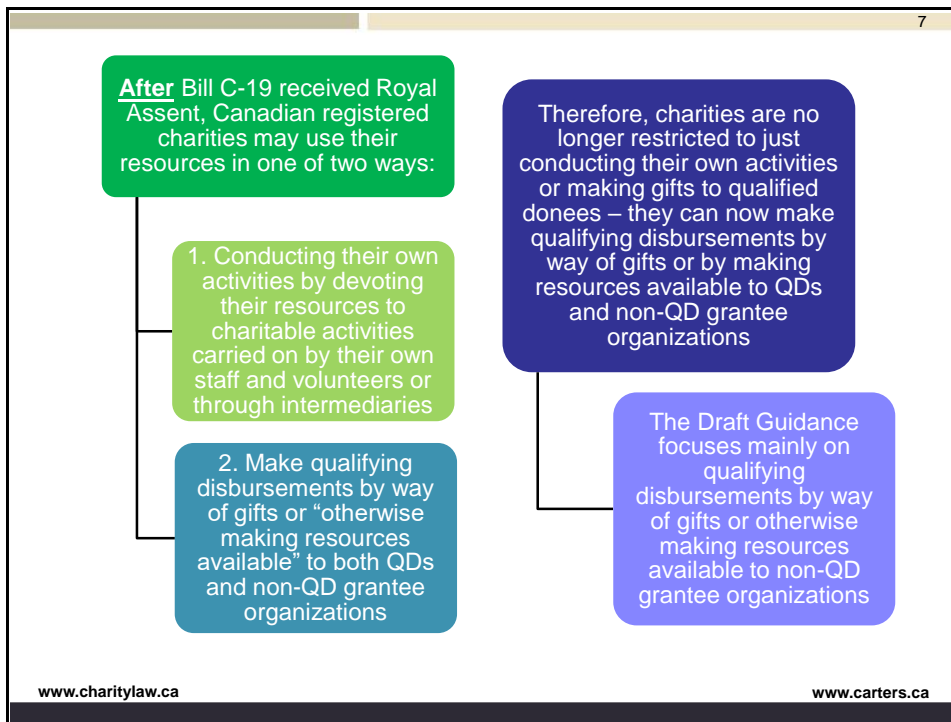 7
After Bill C-19 received Royal
Assent, Canadian registered
charities may use their
resources in one of two ways:
1. Conducting their own
activities by devoting
their resources to
charitable activities
carried on by their own
staff and volunteers or
through intermediaries
2. Make qualifying
disbursements by way
of gifts or “otherwise
making resources
available” to both QDs
and non-QD grantee
organizations
Therefore, charities are no
longer restricted to just
conducting their own activities
or making gifts to qualified
donees – they can now make
qualifying disbursements by
way of gifts or by making
resources available to QDs
and non-QD grantee
organizations
The Draft Guidance
focuses mainly on
qualifying
disbursements by way
of gifts or otherwise
making resources
available to non-QD
grantee organizations
www.charitylaw.ca
www.carters.ca